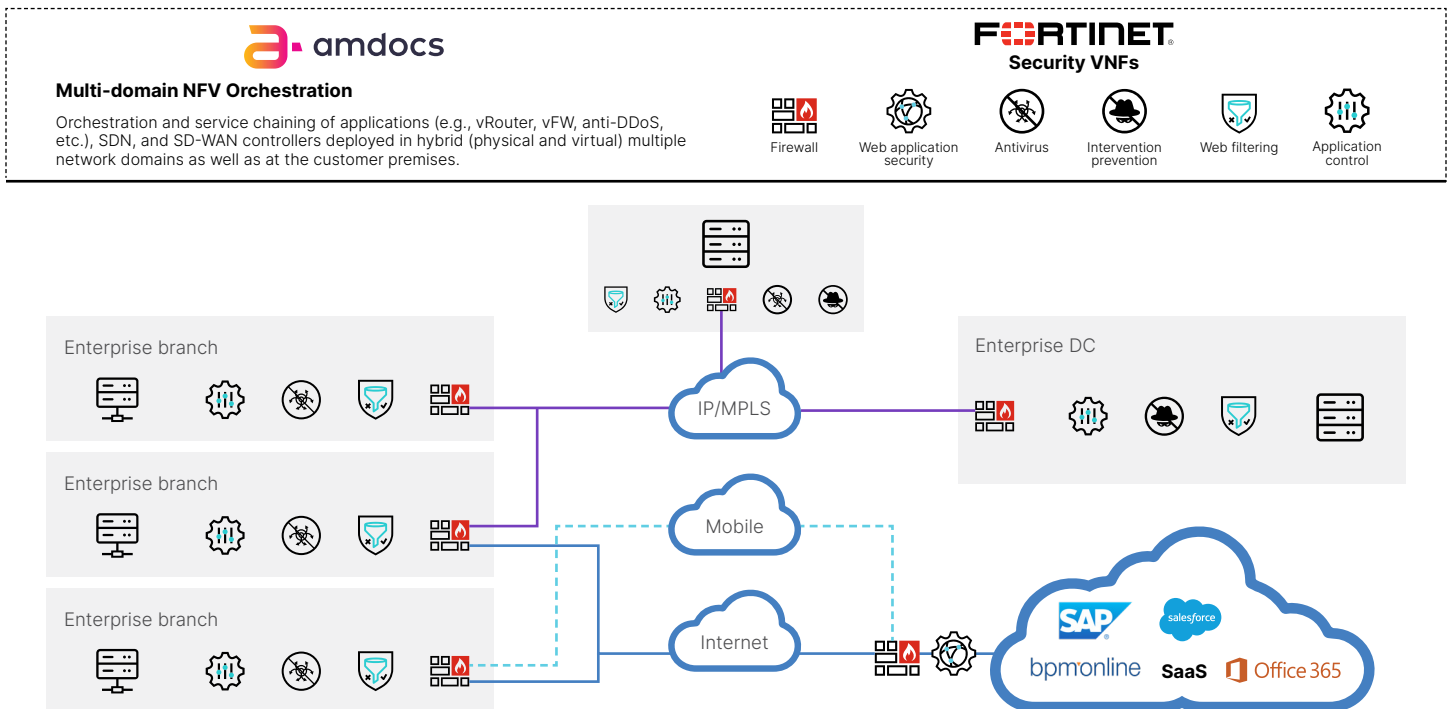 amdocs
Multi-domain NFV Orchestration
Orchestration and service chaining of applications (e.g., vRouter, vFW, anti-DDoS,
etc.), SDN, and SD-WAN controllers deployed in hybrid (physical and virtual) multiple
network domains as well as at the customer premises.
FORTINET®
Security VNFs
Firewall
Web application
security
Antivirus
Intervention
prevention
Web filtering
Application
control
Enterprise branch
IP/MPLS
Enterprise DC
Enterprise branch
Mobile
Enterprise branch
Internet
SAP®
salesforce
bpmonline
SaaS
Office 365